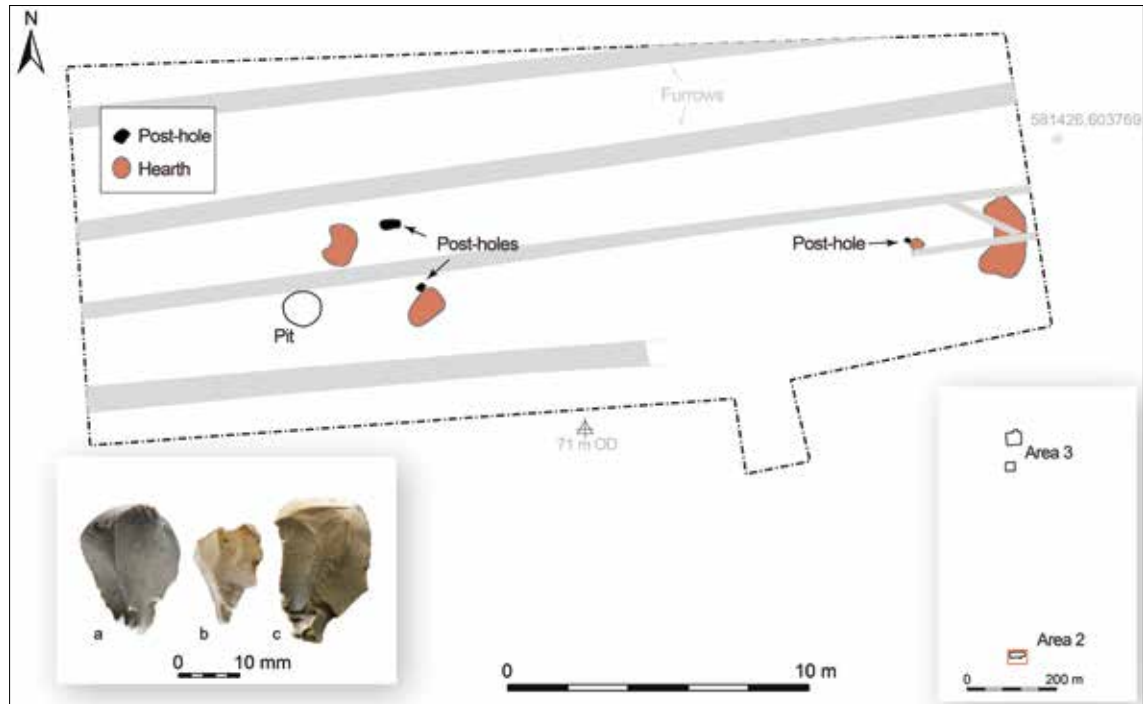 N
Furrows
581426.603769
Post-hole
Hearth
Post-holes
Post-hole
Pit
71 m OD
Area 3
Area 2
0 200 m
a b c
0 10 mm
0 10 m